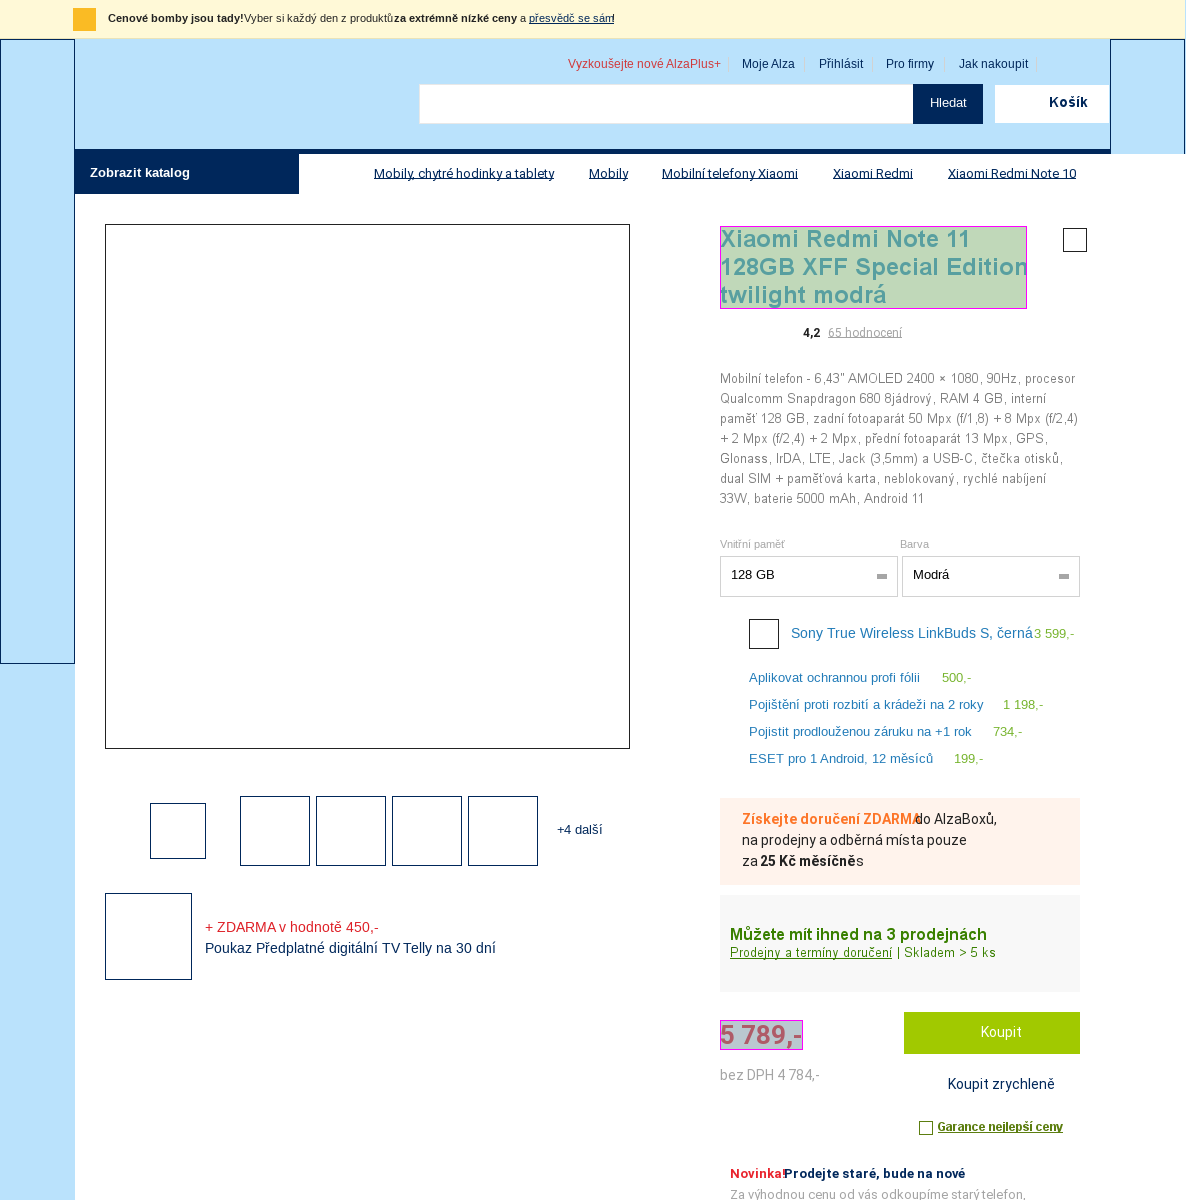 Cenové bomby jsou tady! Vyber si každý den z produktů za extrémně nízké ceny a přesvědč se sám!
Vyzkoušejte nové AlzaPlus+ Moje Alza Přihlásit Pro firmy Jak nakoupit
Hledat Košík
Zobrazit katalog Mobily, chytré hodinky a tablety Mobily Mobilní telefony Xiaomi Xiaomi Redmi Xiaomi Redmi Note 10
Xiaomi Redmi Note 11
128GB XFF Special Edition
twilight modrá
4,2 65 hodnocení
Mobilní telefon - 6,43" AMOLED 2400 × 1080, 90Hz, procesor
Qualcomm Snapdragon 680 8jádrový, RAM 4 GB, interní
paměť 128 GB, zadní fotoaparát 50 Mpx (f/1,8) + 8 Mpx (f/2,4)
+ 2 Mpx (f/2,4) + 2 Mpx, přední fotoaparát 13 Mpx, GPS,
Glonass, IrDA, LTE, Jack (3,5mm) a USB-C, čtečka otisků,
dual SIM + paměťová karta, neblokovaný, rychlé nabíjení
33W, baterie 5000 mAh, Android 11
Vnitřní paměť Barva
128 GB Modrá
Sony True Wireless LinkBuds S, černá 3 599,-
Aplikovat ochrannou profi fólii 500,-
Pojištění proti rozbití a krádeži na 2 roky 1 198,-
Pojistit prodlouženou záruku na +1 rok 734,-
ESET pro 1 Android, 12 měsíců 199,-
+4 další
+ ZDARMA v hodnotě 450,-
Poukaz Předplatné digitální TV Telly na 30 dní
Získejte doručení ZDARMA do AlzaBoxů,
na prodejny a odběrná místa pouze
za 25 Kč měsíčně s
Můžete mít ihned na 3 prodejnách
Prodejny a termíny doručení | Skladem > 5 ks
5 789,- Koupit
bez DPH 4 784,- Koupit zrychleně
Garance nejlepší ceny
Novinka! Prodejte staré, bude na nové
Za výhodnou cenu od vás odkoupíme starý telefon,